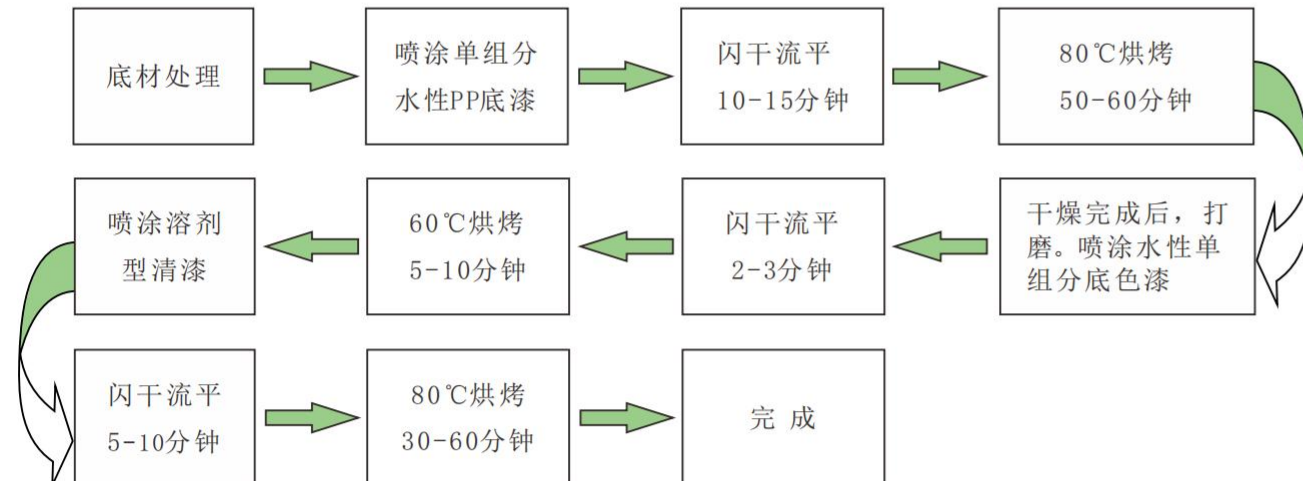 底材处理
喷涂单组分
水性PP底漆
闪干流平
10-15分钟
80℃烘烤
50-60分钟
干燥完成后，打
磨。喷涂水性单
组分底色漆
闪干流平
2-3分钟
60℃烘烤
5-10分钟
喷涂溶剂
型清漆
闪干流平
5-10分钟
80℃烘烤
30-60分钟
完 成